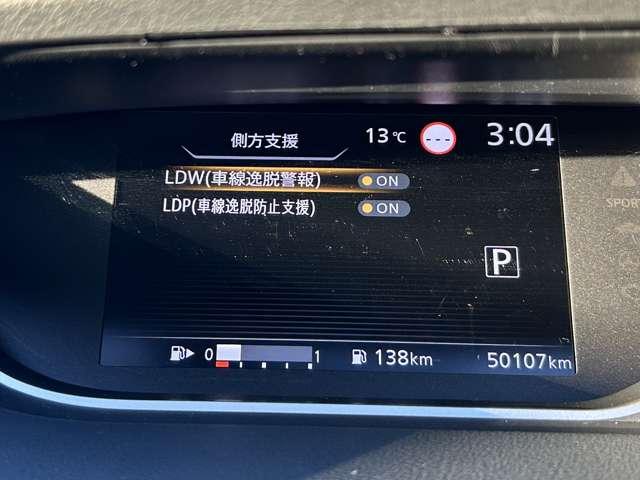 側方支援 13℃ --- 3:04
LDW(車線逸脱警報) ON
LDP(車線逸脱防止支援) ON
SPORT
P
0 1 138km 50107km